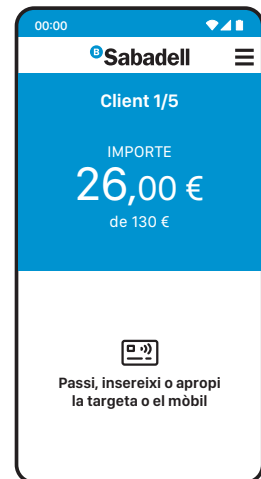 00:00
B Sabadell
Client 1/5
IMPORTE
26,00 €
de 130 €
Passi, insereixi o apropi
la targeta o el mòbil